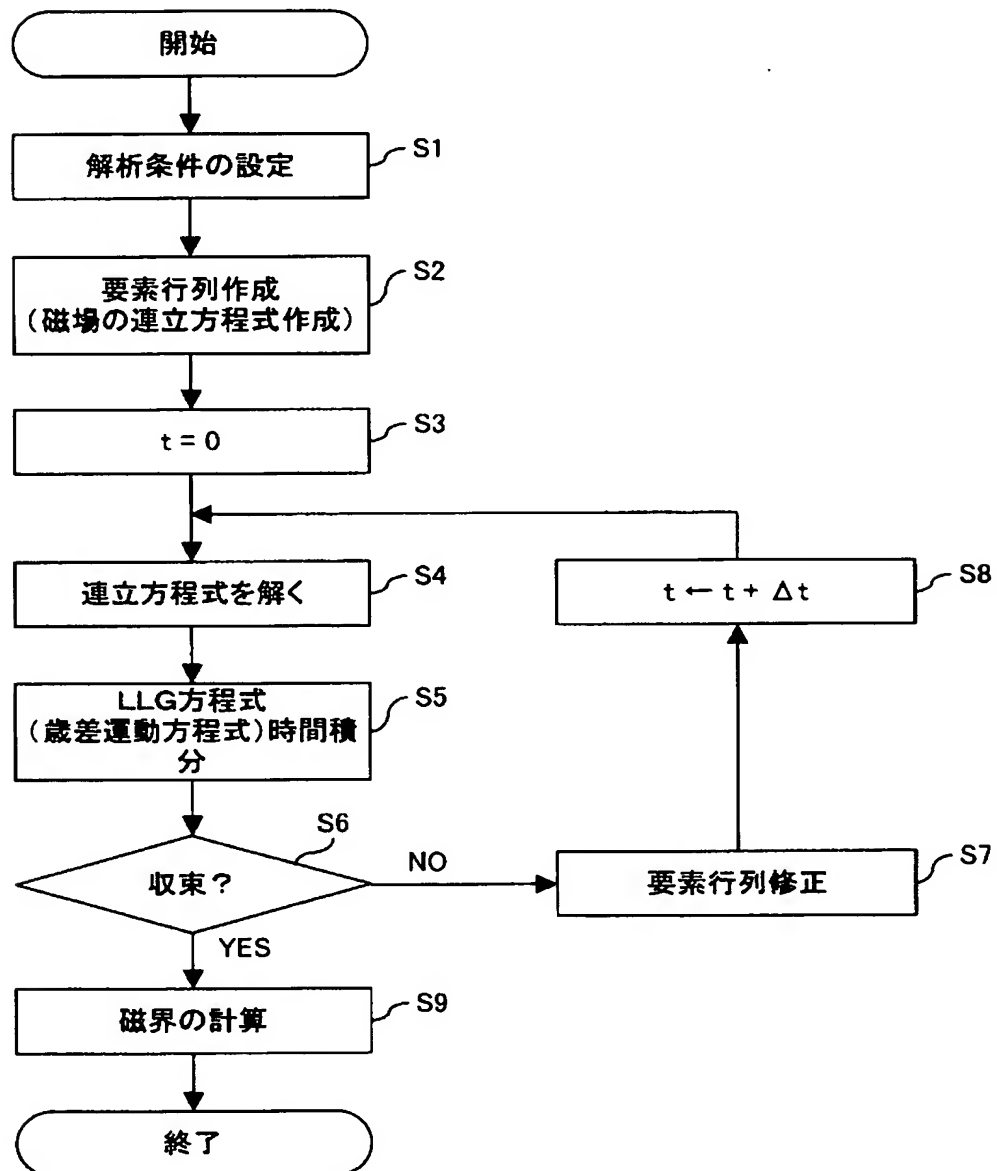 開始
解析条件の設定
S1
要素行列作成
(磁場の連立方程式作成)
S2
t = 0
S3
連立方程式を解く
S4
t ← t + Δt
S8
LLG方程式
(歳差運動方程式)時間積
分
S5
収束?
S6
NO
要素行列修正
S7
YES
磁界の計算
S9
終了